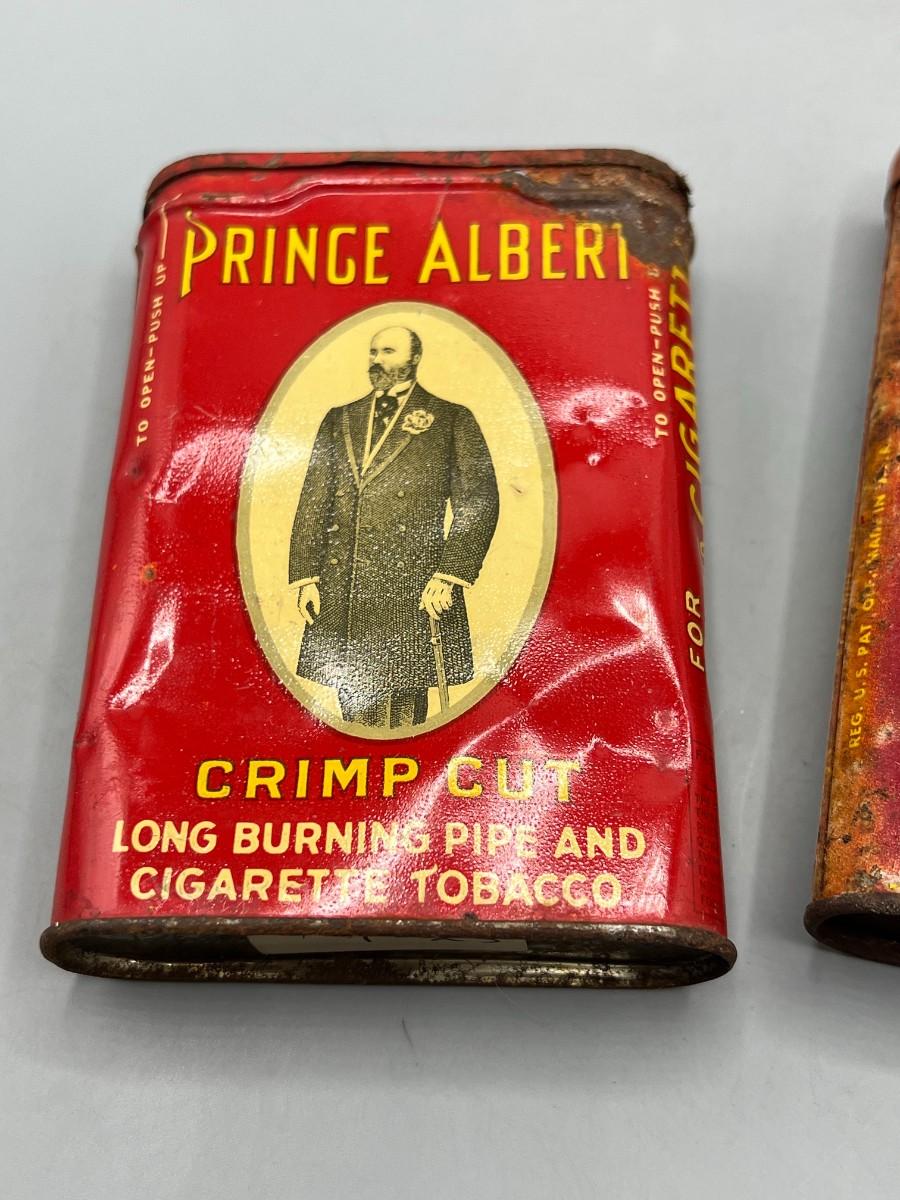 PRINCE ALBERT
TO OPEN-PUSH UP
TO OPEN-PUSH U
CRIMP CUT
LONG BURNING PIPE AND
CIGARETTE TOBACCO
FOR CIGARETT
REG. U. S. PAT. OF